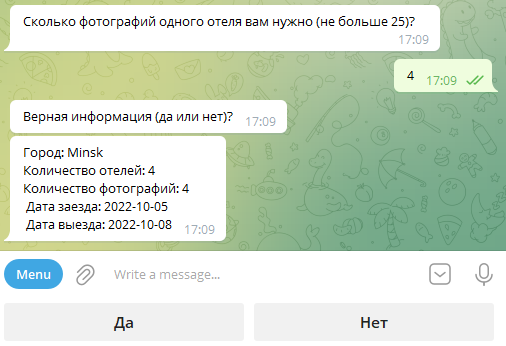 Сколько фотографий одного отеля вам нужно (не больше 25)?
17:09
4 17:09
Верная информация (да или нет)? 17:09
Город: Minsk
Количество отелей: 4
Количество фотографий: 4
Дата заезда: 2022-10-05
Дата выезда: 2022-10-08 17:09
Menu Write a message...
Да Нет